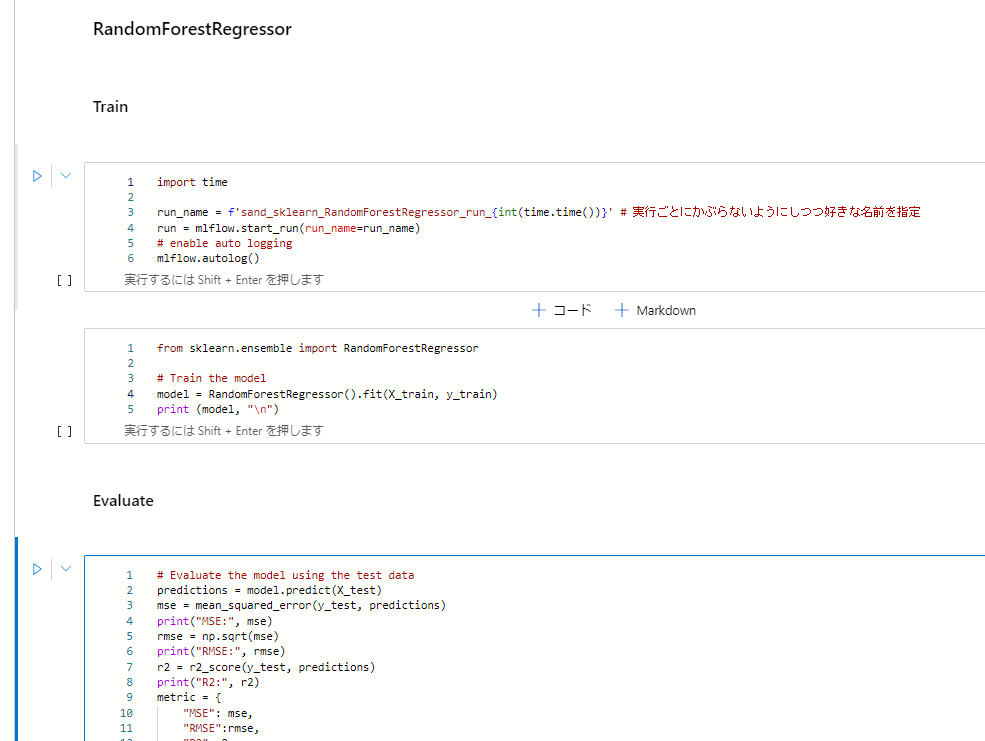 RandomForestRegressor
Train
1 import time
2
3 run_name = f'sand_sklearn_RandomForestRegressor_run_{int(time.time())}' # 実行ごとにかぶらないようにしつつ好きな名前を指定
4 run = mlflow.start_run(run_name=run_name)
5 # enable auto logging
6 mlflow.autolog()
[ ] 実行するには Shift + Enter を押します
+ コード + Markdown
1 from sklearn.ensemble import RandomForestRegressor
2
3 # Train the model
4 model = RandomForestRegressor().fit(X_train, y_train)
5 print (model, "\n")
[ ] 実行するには Shift + Enter を押します
Evaluate
1 # Evaluate the model using the test data
2 predictions = model.predict(X_test)
3 mse = mean_squared_error(y_test, predictions)
4 print("MSE:", mse)
5 rmse = np.sqrt(mse)
6 print("RMSE:", rmse)
7 r2 = r2_score(y_test, predictions)
8 print("R2:", r2)
9 metric = {
10 "MSE": mse,
11 "RMSE":rmse,